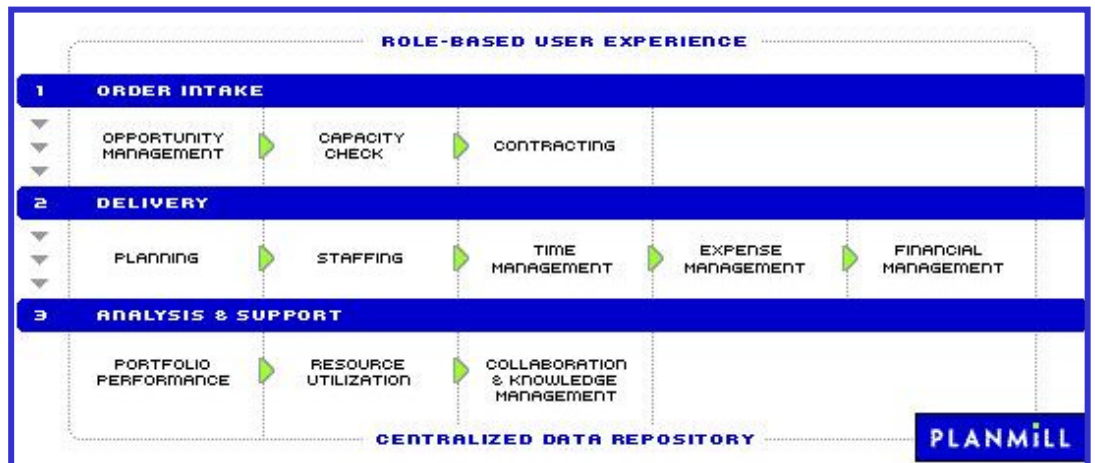 ROLE-BASED USER EXPERIENCE
1 ORDER INTAKE
OPPORTUNITY
MANAGEMENT
CAPACITY
CHECK
CONTRACTING
2 DELIVERY
PLANNING
STAFFING
TIME
MANAGEMENT
EXPENSE
MANAGEMENT
FINANCIAL
MANAGEMENT
3 ANALYSIS & SUPPORT
PORTFOLIO
PERFORMANCE
RESOURCE
UTILIZATION
COLLABORATION
& KNOWLEDGE
MANAGEMENT
CENTRALIZED DATA REPOSITORY
PLANMiLL